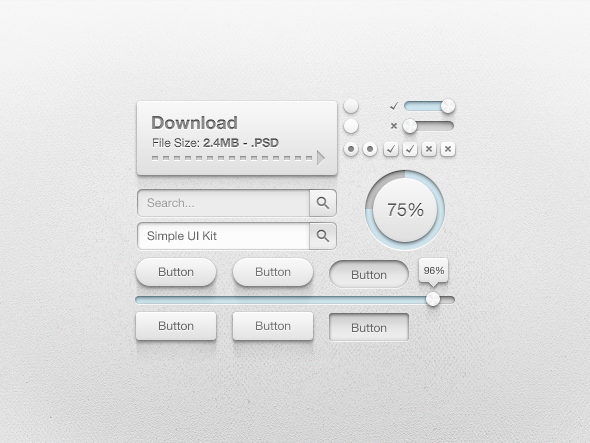 Download
File Size: 2.4MB - .PSD
Search...
75%
Simple UI Kit
Button
Button
Button
96%
Button
Button
Button